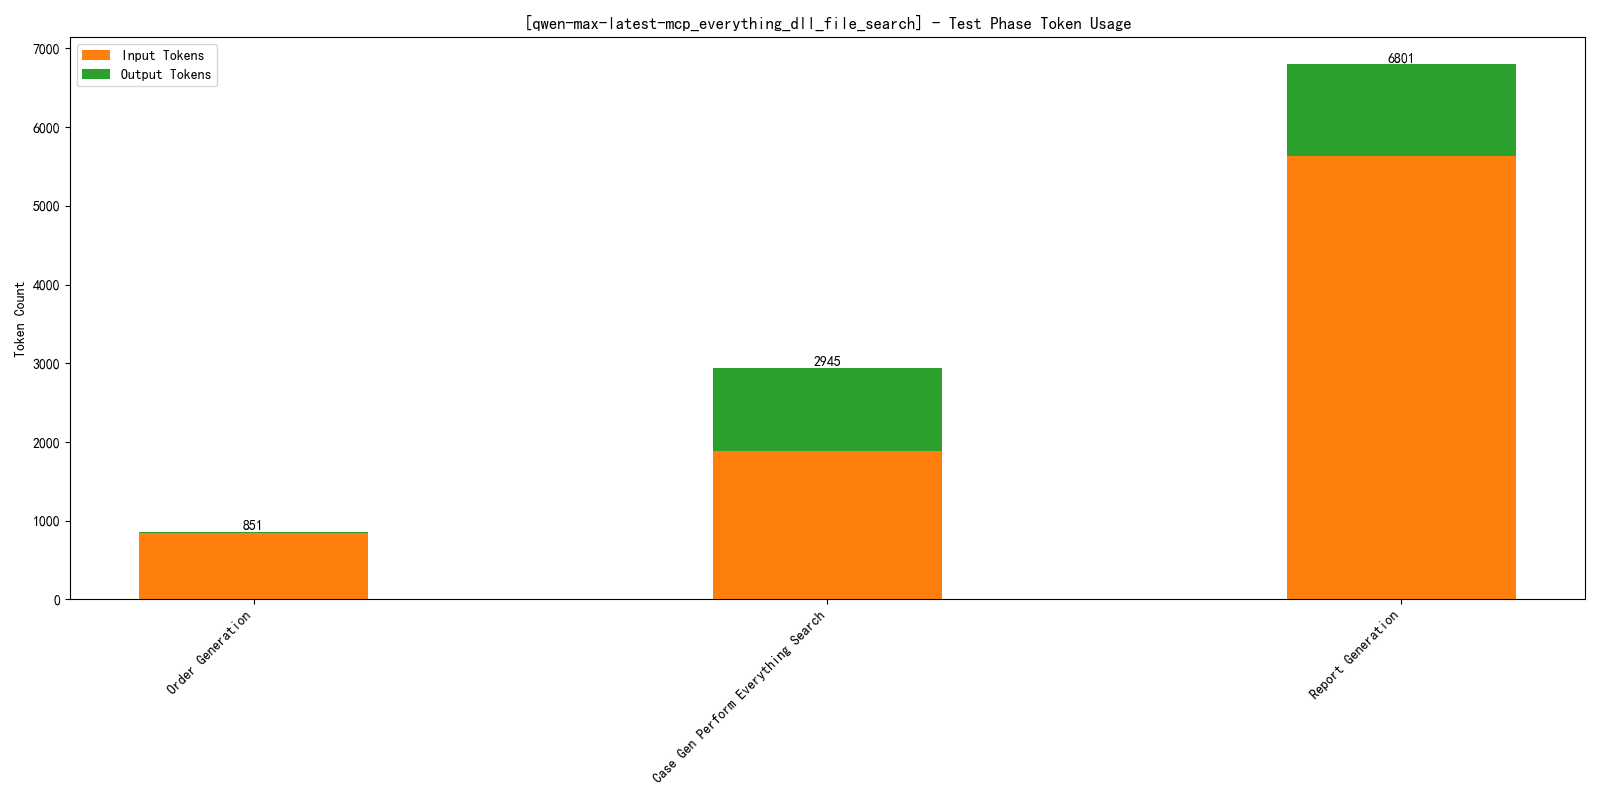 [qwen-max-latest-mcp_everything_dll_file_search] - Test Phase Token Usage
Input Tokens
Output Tokens
Token Count
7000
6000
5000
4000
3000
2000
1000
0
851
2945
6801
Order Generation
Case Gen Perform Everything Search
Report Generation